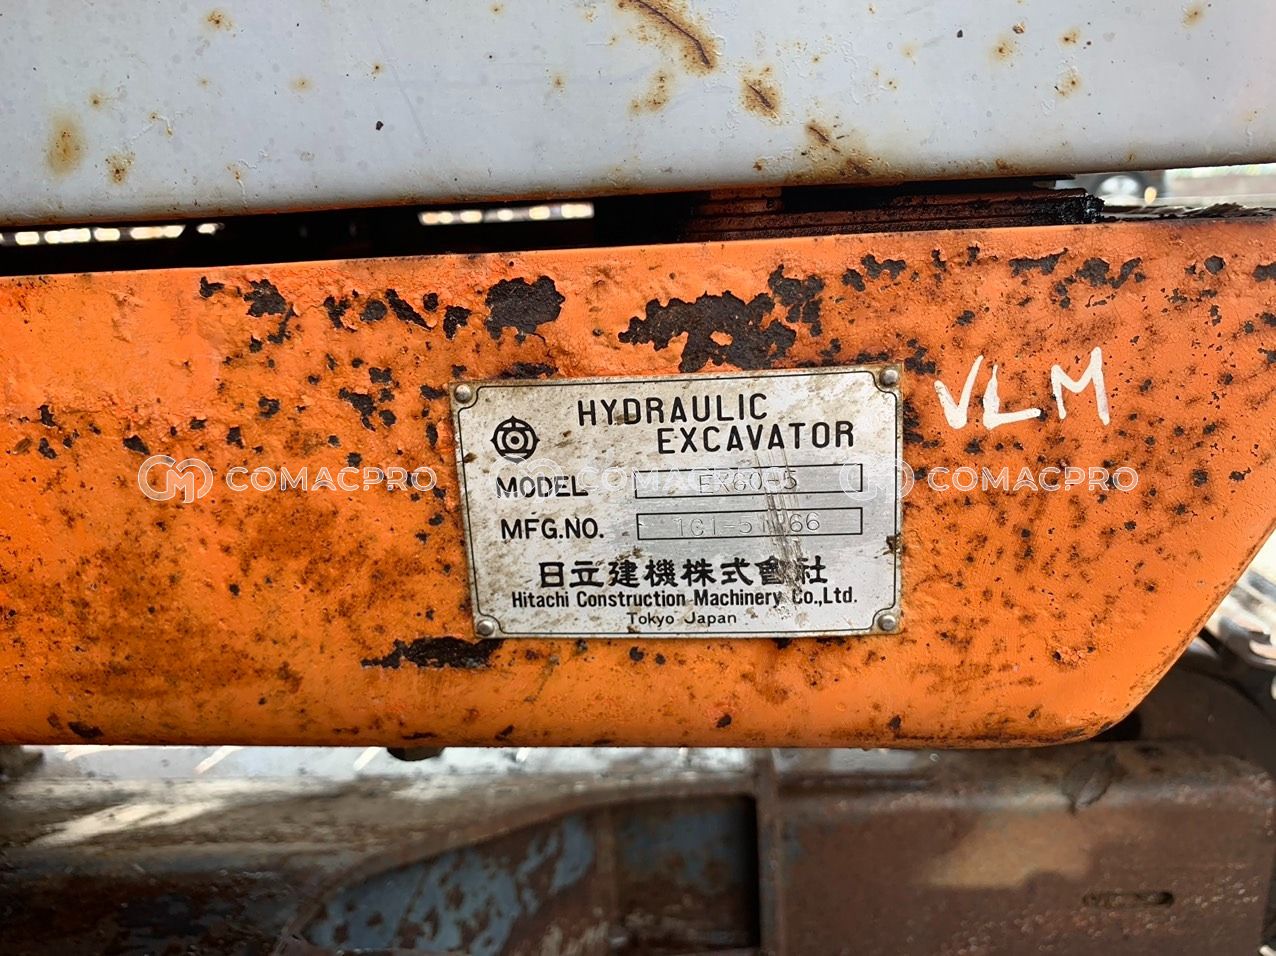 HYDRAULIC
EXCAVATOR
MODEL
MFG.NO.
日立建機株式會社
Hitachi Construction Machinery Co.,Ltd.
Tokyo Japan
VLM
COMACPRO COMACPRO COMACPRO